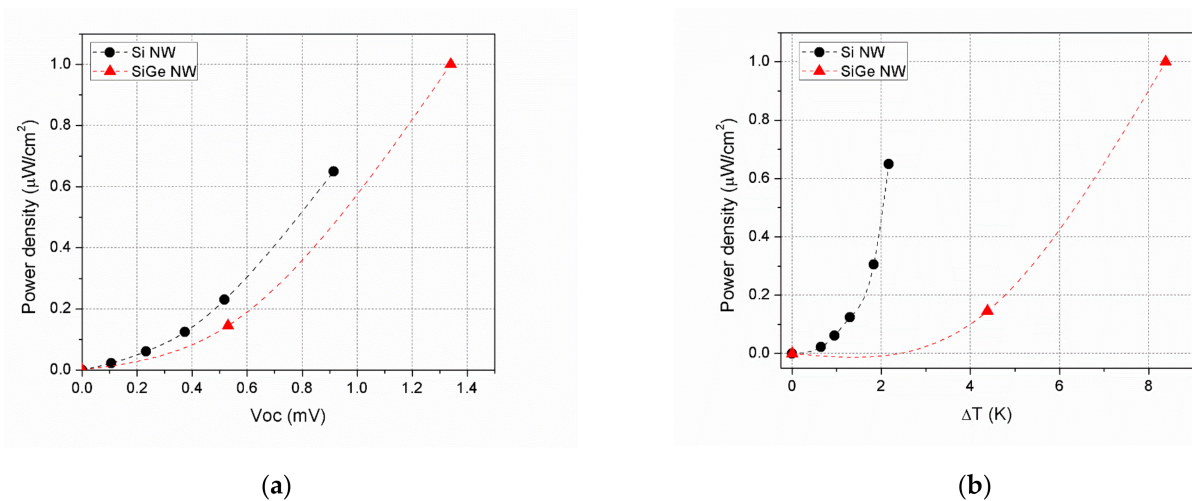 Si NW
SiGe NW
Power density (μW/cm²)
1.0
0.8
0.6
0.4
0.2
0.0
0.0 0.2 0.4 0.6 0.8 1.0 1.2 1.4
Voc (mV)
(a)
Si NW
SiGe NW
Power density (μW/cm²)
1.0
0.8
0.6
0.4
0.2
0.0
0 2 4 6 8
ΔT (K)
(b)